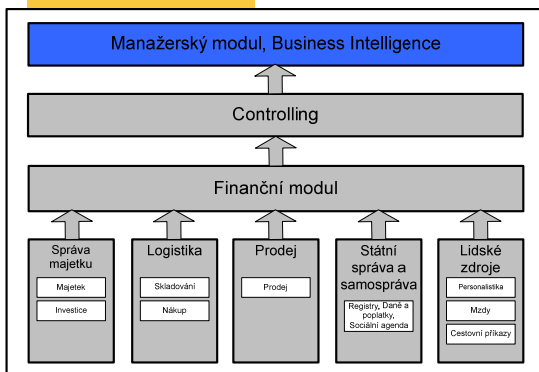 Manažerský modul, Business Intelligence
Controlling
Finanční modul
Správa
majetku
Majetek
Investice
Logistika
Skladování
Nákup
Prodej
Prodej
Státní
správa a
samospráva
Registry, Daně a
poplatky,
Sociální agenda
Lidské
zdroje
Personalistika
Mzdy
Cestovní příkazy